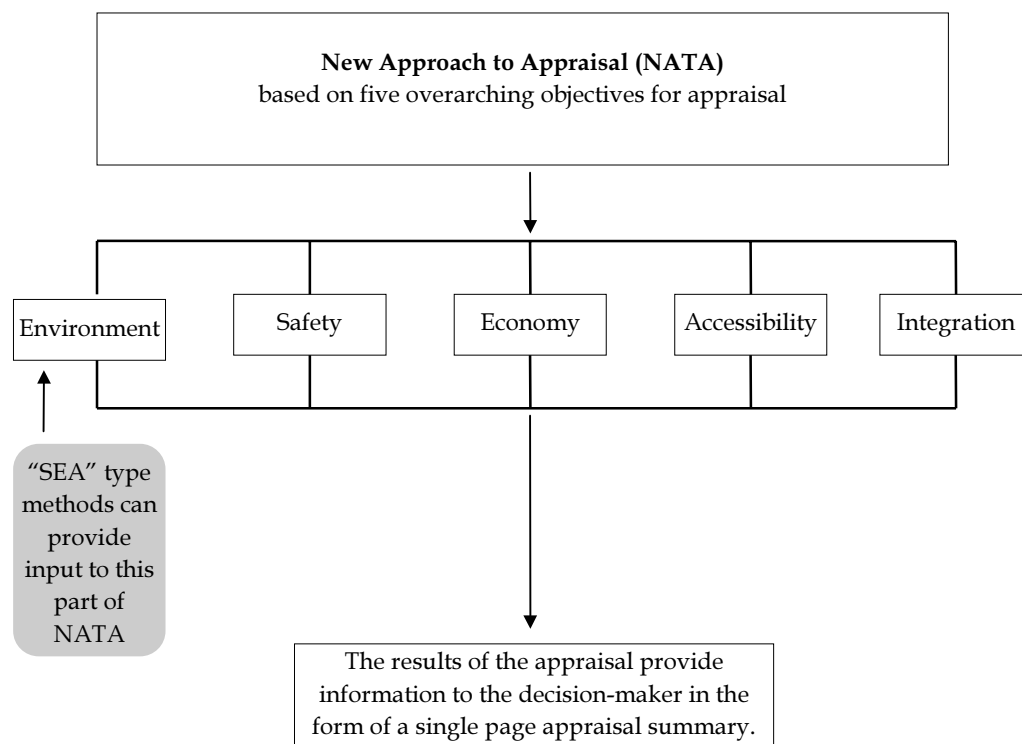 New Approach to Appraisal (NATA)
based on five overarching objectives for appraisal
Environment
Safety
Economy
Accessibility
Integration
“SEA” type
methods can
provide
input to this
part of
NATA
The results of the appraisal provide
information to the decision-maker in the
form of a single page appraisal summary.